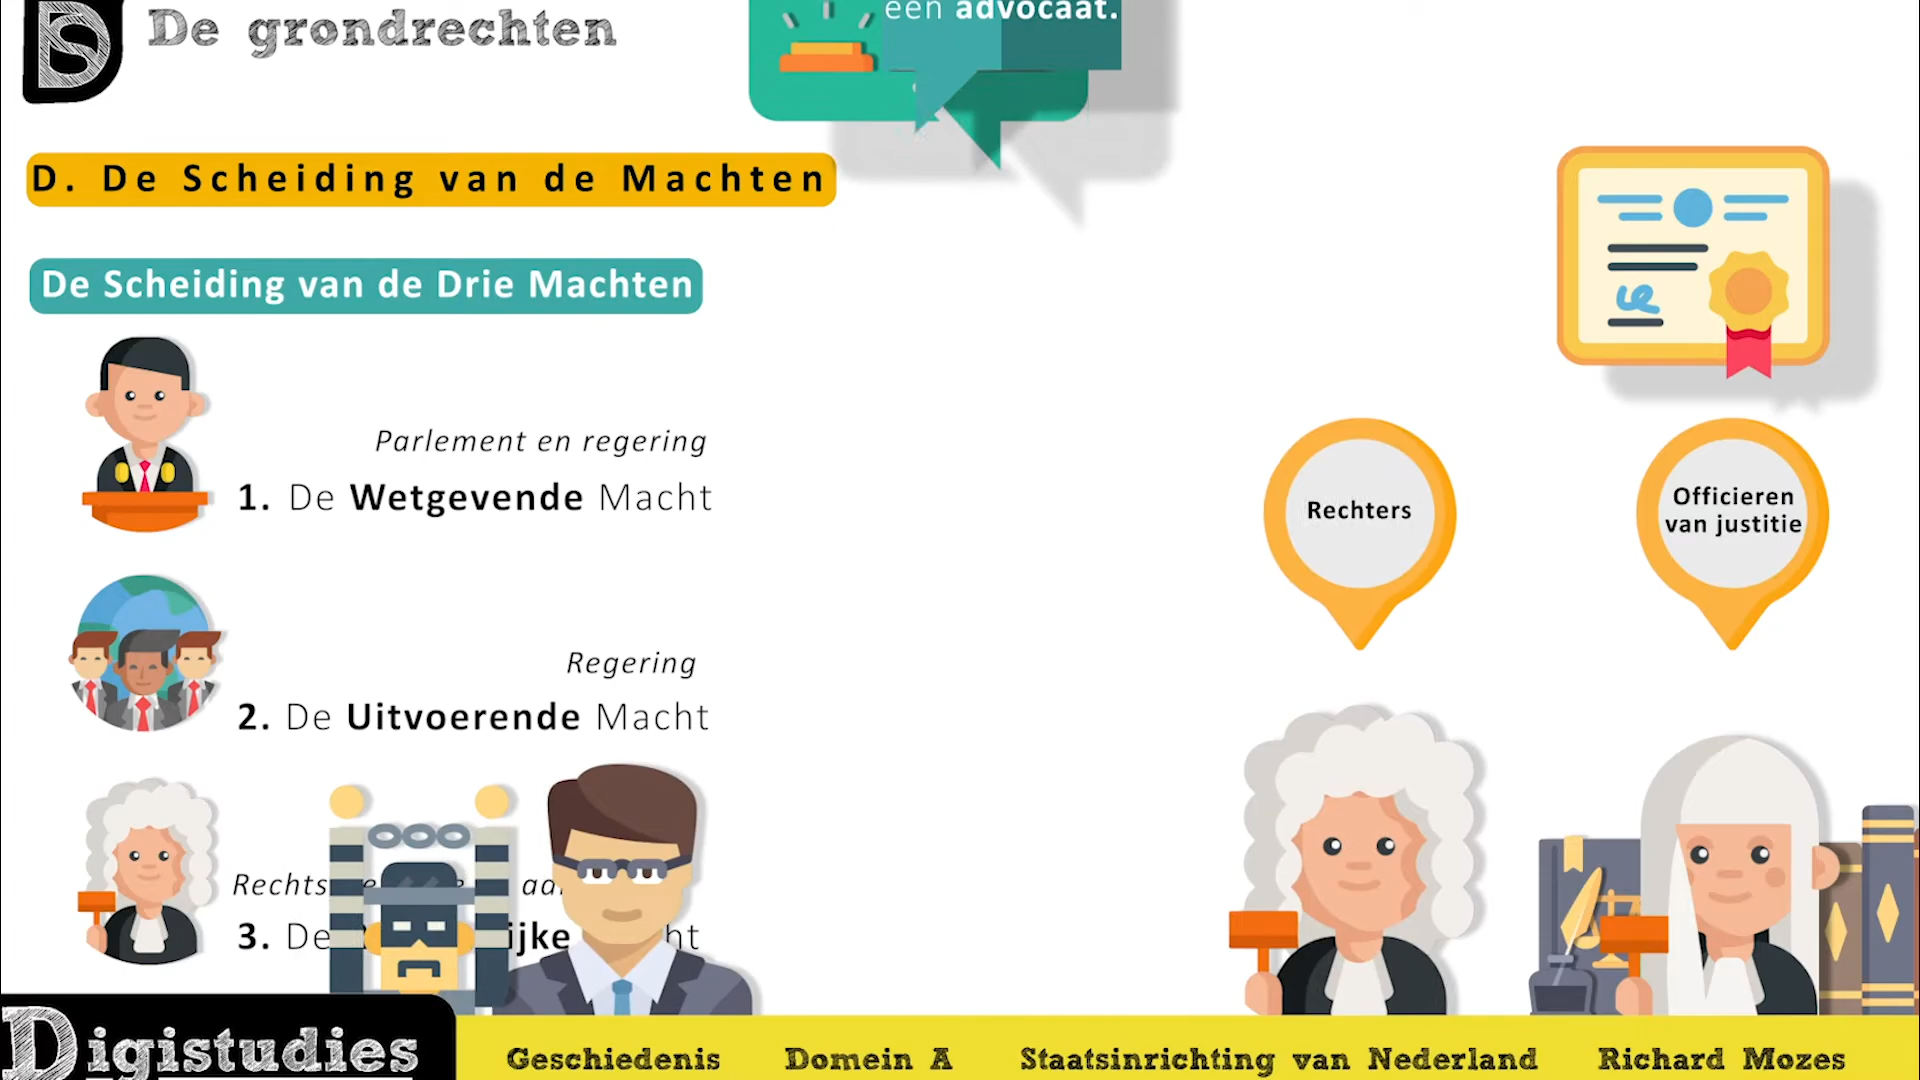 De grondrechten
een advocaat.
D. De Scheiding van de Machten
De Scheiding van de Drie Machten
Parlement en regering
1. De Wetgevende Macht
Rechters
Officieren
van justitie
Regering
2. De Uitvoerende Macht
3. De
Digistudies
Geschiedenis Domein A Staatsinrichting van Nederland Richard Mozes